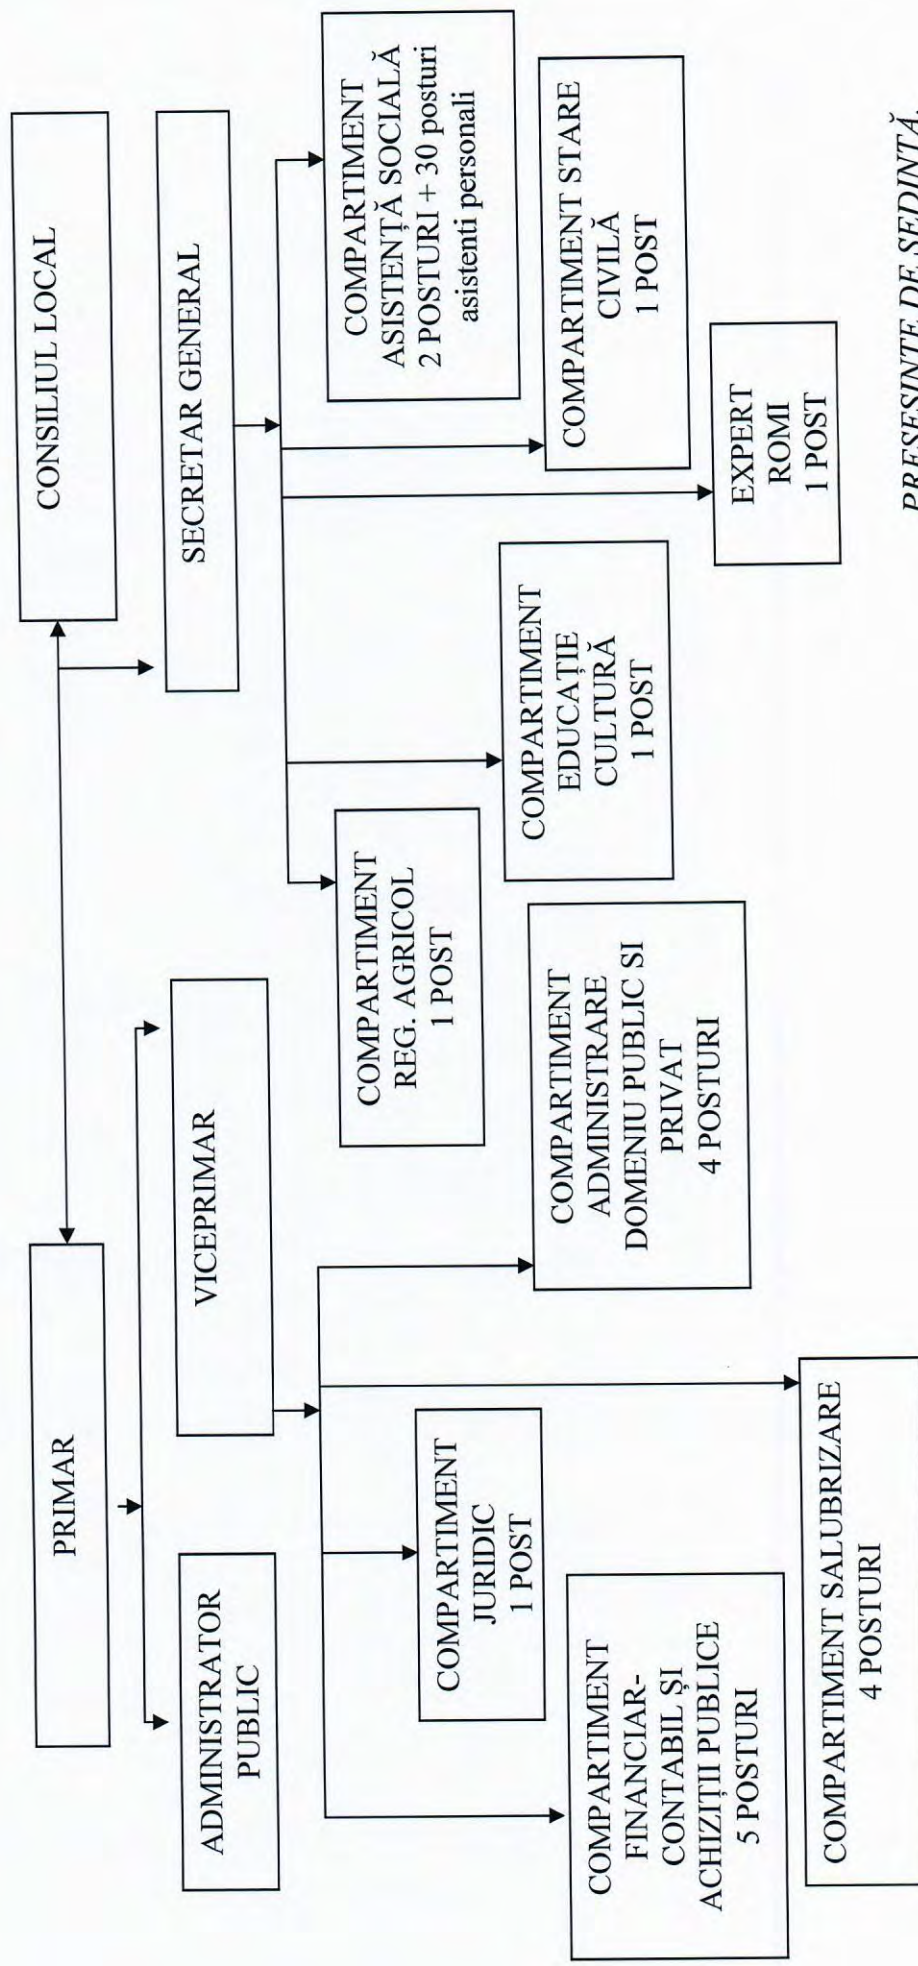 PRIMAR
CONSILIUL LOCAL
ADMINISTRATOR
PUBLIC
VICEPRIMAR
SECRETAR GENERAL
COMPARTIMENT
JURIDIC
1 POST
COMPARTIMENT
REG. AGRICOL
1 POST
COMPARTIMENT
ASISTENȚĂ SOCIALĂ
2 POSTURI + 30 posturi
asistenti personali
COMPARTIMENT
FINANCIAR-
CONTABIL ȘI
ACHIZIȚII PUBLICE
5 POSTURI
COMPARTIMENT
ADMINISTRARE
DOMENIU PUBLIC SI
PRIVAT
4 POSTURI
COMPARTIMENT
EDUCAȚIE
CULTURĂ
1 POST
COMPARTIMENT STARE
CIVILĂ
1 POST
COMPARTIMENT SALUBRIZARE
4 POSTURI
EXPERT
ROMI
1 POST
PRESEȘINTE DE ȘEDINȚĂ,